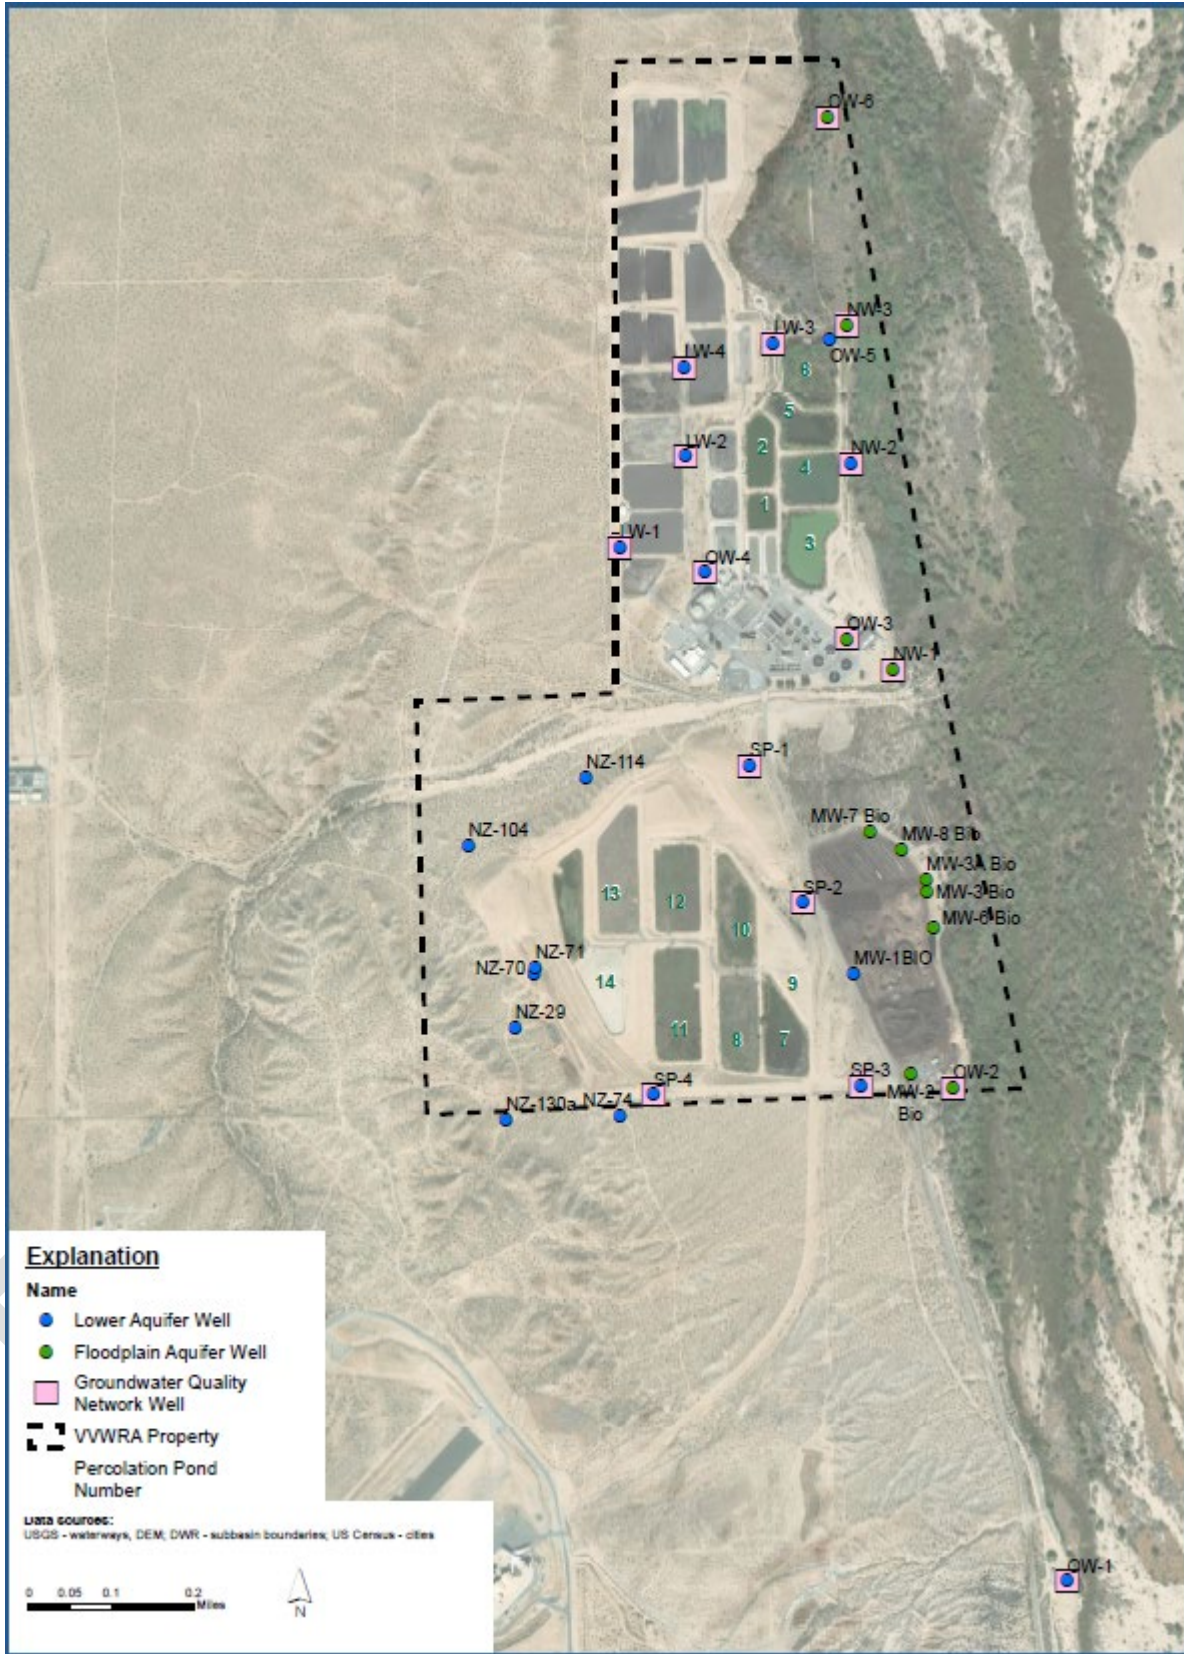 OW-6
NW-3
LW-3
OW-5
LW-4
6
5
2
LW-2
NW-2
4
1
LW-1
3
OW-4
OW-3
NW-1
SP-1
NZ-114
MW-7 Bio
NZ-104
MW-8 Bio
MW-3A Bio
SP-2
MW-3 Bio
13
12
MW-6 Bio
10
NZ-71
NZ-70
MW-1BIO
14
9
NZ-29
11
8
7
SP-4
SP-3
OW-2
NZ-130a
NZ-74
MW-2
Bio
Explanation
Name
Lower Aquifer Well
Floodplain Aquifer Well
Groundwater Quality
Network Well
VVWRA Property
Percolation Pond
Number
Data sources:
USGS - waterways, DEM; DWR - subbasin boundaries; US Census - cities
0 0.05 0.1 0.2
Miles
N
OW-1